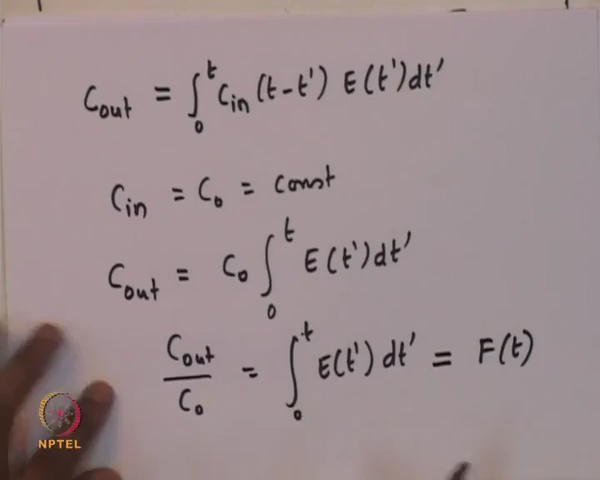 Cout = ∫₀ᵗ Cin (t-t') E(t')dt'
Cin = C₀ = const
Cout = C₀ ∫₀ᵗ E(t')dt'
Cout/C₀ = ∫₀ᵗ E(t') dt' = F(t)
NPTEL